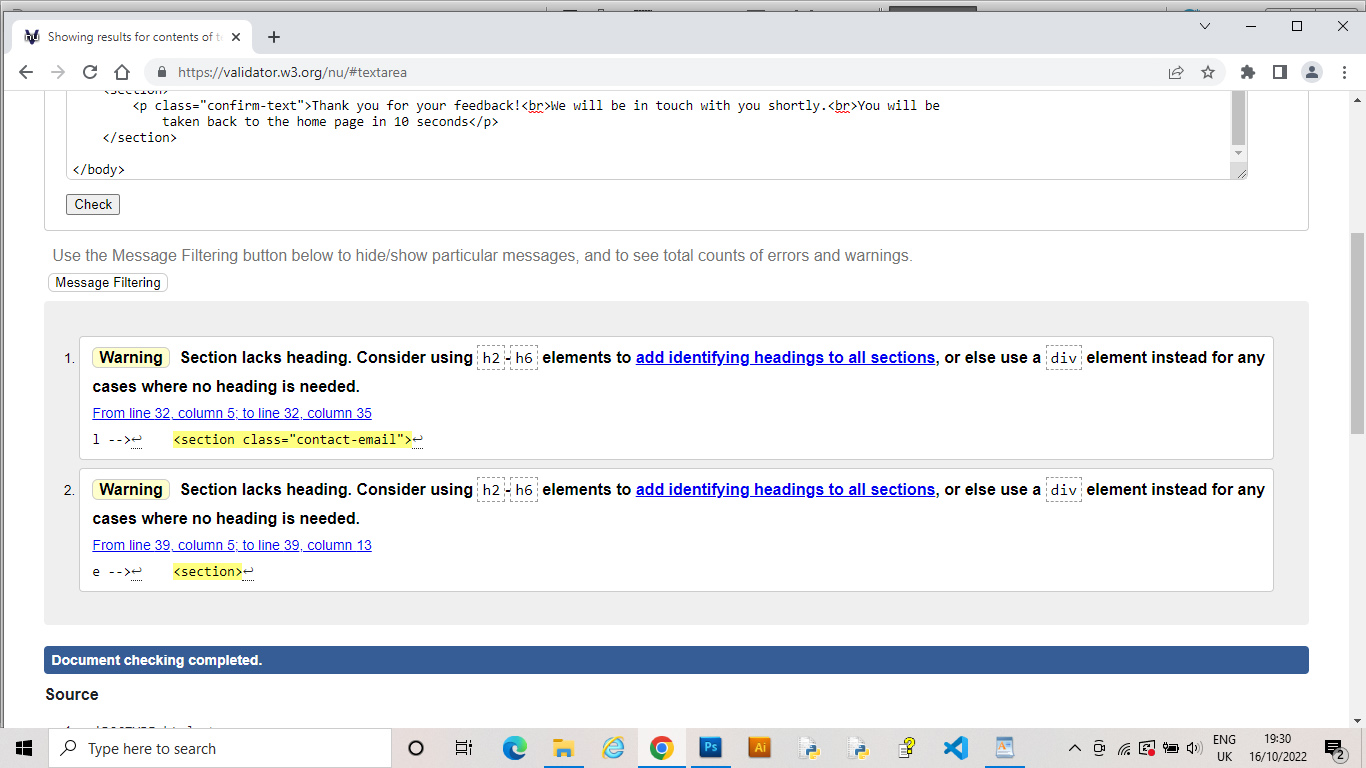 Showing results for contents of t
https://validator.w3.org/nu/#textarea
<section>
<p class="confirm-text">Thank you for your feedback!<br>We will be in touch with you shortly.<br>You will be
taken back to the home page in 10 seconds</p>
</section>
</body>
Check
Use the Message Filtering button below to hide/show particular messages, and to see total counts of errors and warnings.
Message Filtering
1. Warning Section lacks heading. Consider using h2-h6 elements to add identifying headings to all sections, or else use a div element instead for any
cases where no heading is needed.
From line 32, column 5; to line 32, column 35
l -->↩ <section class="contact-email">↩
2. Warning Section lacks heading. Consider using h2-h6 elements to add identifying headings to all sections, or else use a div element instead for any
cases where no heading is needed.
From line 39, column 5; to line 39, column 13
e -->↩ <section>↩
Document checking completed.
Source
Type here to search
Ps
Ai
ENG
UK
19:30
16/10/2022
2